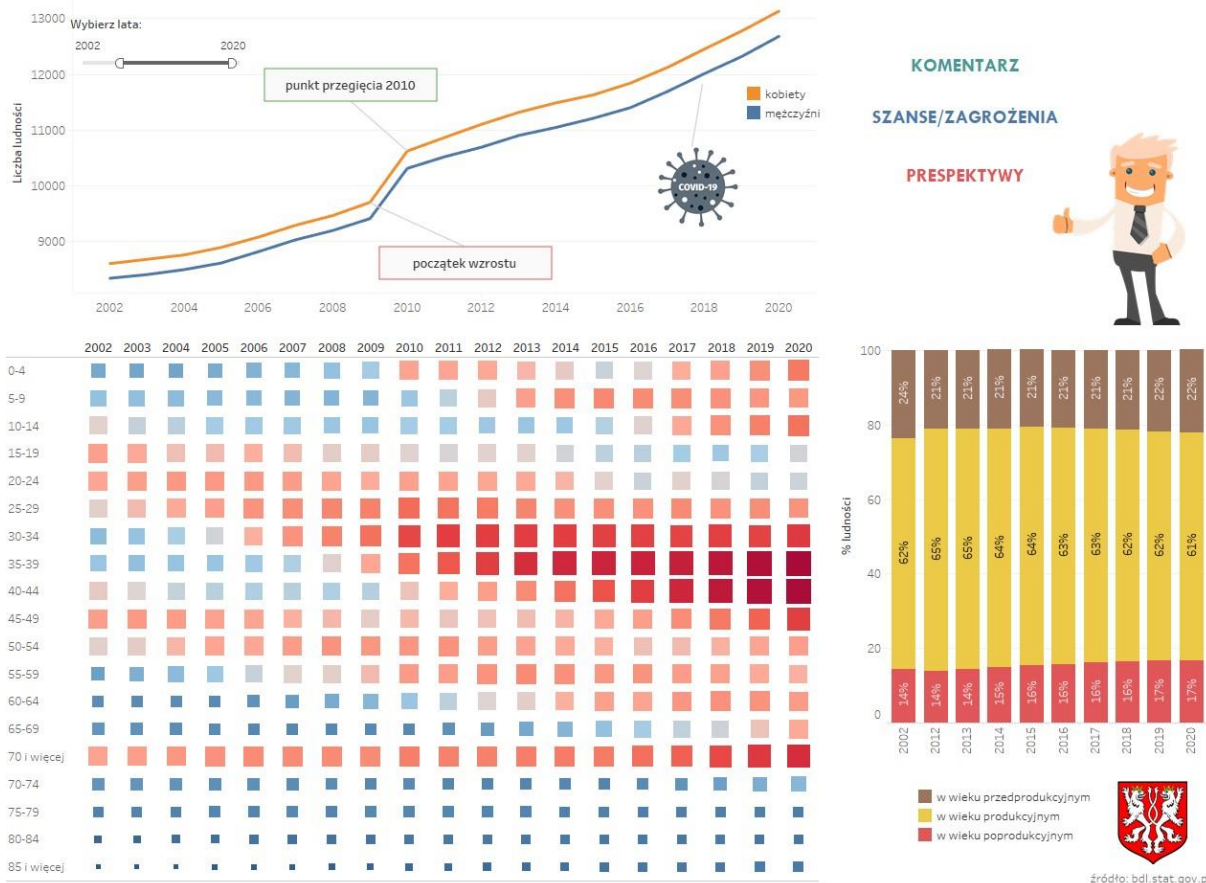 13000
12000
11000
10000
9000
Liczba ludności
Wybierz lata:
2002 2020
punkt przegięcia 2010
początek wzrostu
kobiety
mężczyźni
COVID-19
2002 2004 2006 2008 2010 2012 2014 2016 2018 2020
KOMENTARZ
SZANSE/ZAGROŻENIA
PRESPEKTYWY
2002 2003 2004 2005 2006 2007 2008 2009 2010 2011 2012 2013 2014 2015 2016 2017 2018 2019 2020
0-4
5-9
10-14
15-19
20-24
25-29
30-34
35-39
40-44
45-49
50-54
55-59
60-64
65-69
70 i więcej
70-74
75-79
80-84
85 i więcej
100
80
60
40
20
0
% ludności
24% 21% 21% 21% 21% 21% 21% 21% 22% 22%
62% 65% 65% 64% 64% 63% 63% 62% 62% 61%
14% 14% 14% 15% 16% 16% 16% 16% 17% 17%
2002 2012 2013 2014 2015 2016 2017 2018 2019 2020
w wieku przedprodukcyjnym
w wieku produkcyjnym
w wieku poprodukcyjnym
źródło: bdl.stat.gov.p